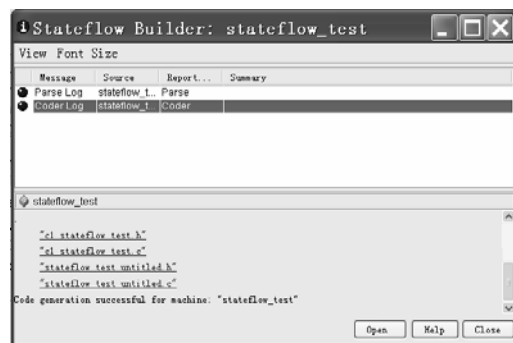 Stateflow Builder: stateflow_test
View Font Size
Message Source Report... Summary
Parse Log stateflow_t... Parse
Coder Log stateflow_t Coder
stateflow_test
"c1_stateflow_test.h"
"c1_stateflow_test.c"
"stateflow_test_untitled.h"
"stateflow_test_untitled.c"
Code generation successful for machine: "stateflow_test"
Open Help Close